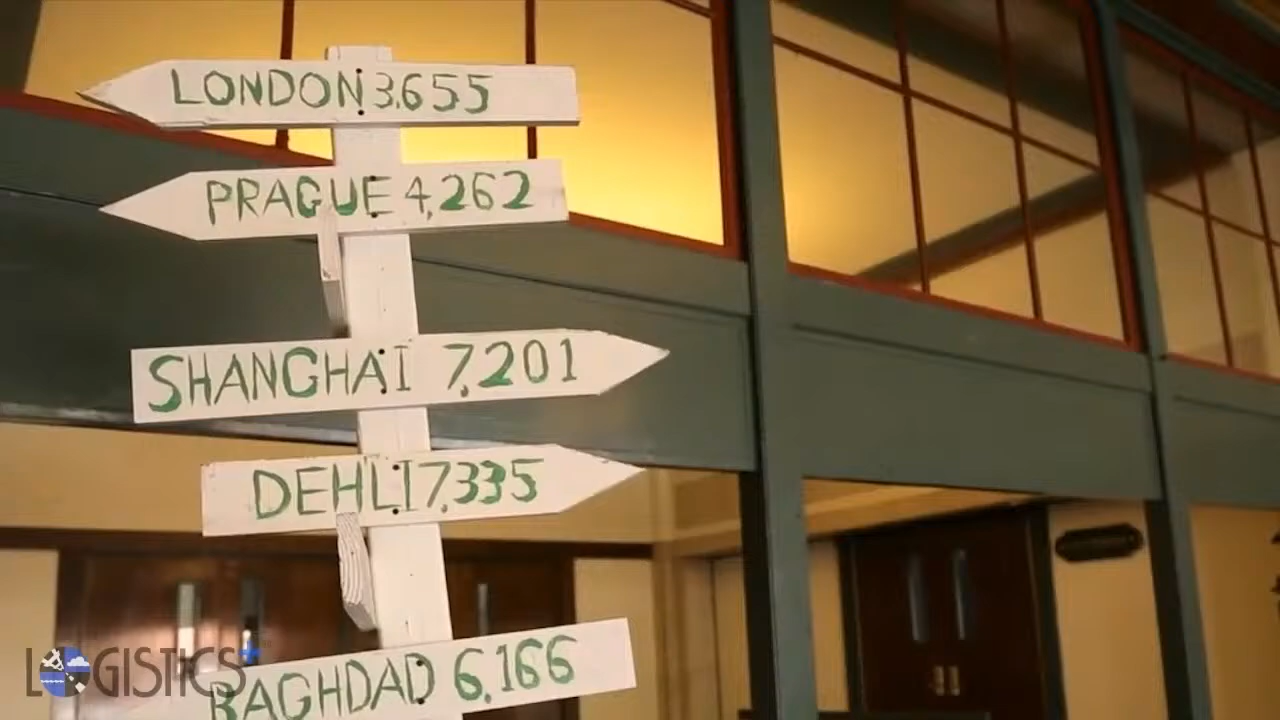 LONDON 3,655
PRAGUE 4,262
SHANGHAI 7,201
DEHLI 7,335
BAGHDAD 6,166
LOGISTICS+